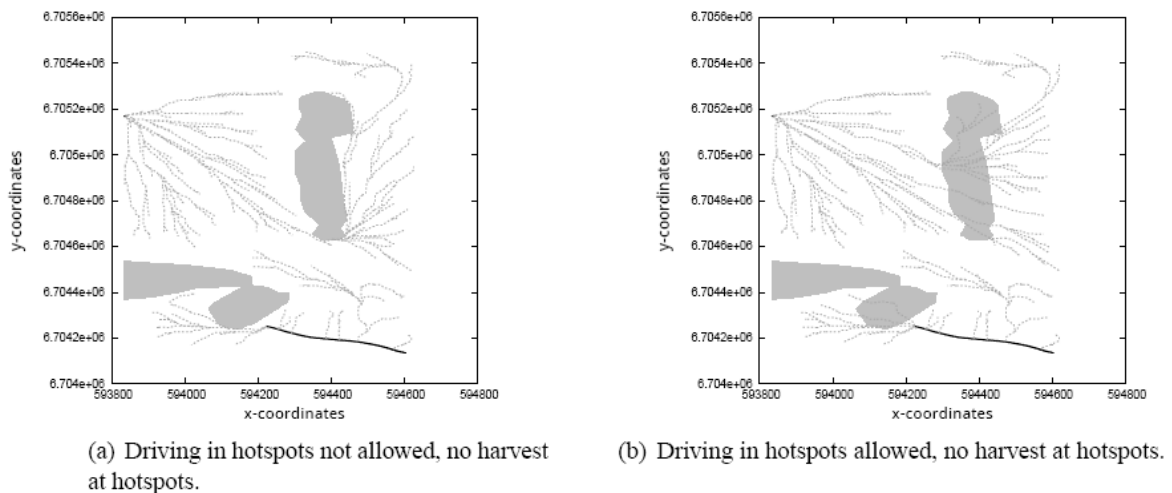 6.7056e+06
6.7054e+06
6.7052e+06
6.705e+06
6.7048e+06
6.7046e+06
6.7044e+06
6.7042e+06
6.704e+06
y-coordinates
593800 594000 594200 594400 594600 594800
x-coordinates
(a) Driving in hotspots not allowed, no harvest
at hotspots.
6.7056e+06
6.7054e+06
6.7052e+06
6.705e+06
6.7048e+06
6.7046e+06
6.7044e+06
6.7042e+06
6.704e+06
y-coordinates
593800 594000 594200 594400 594600 594800
x-coordinates
(b) Driving in hotspots allowed, no harvest at hotspots.